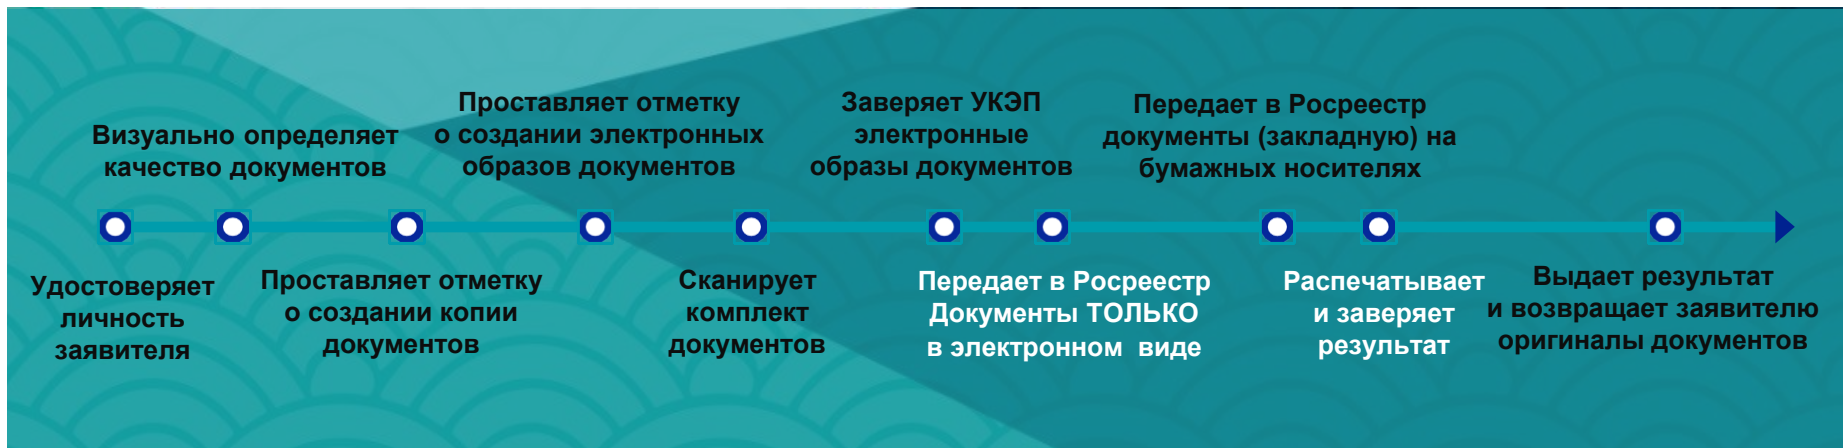 Удостоверяет
личность
заявителя
Визуально определяет
качество документов
Проставляет отметку
о создании копии
документов
Проставляет отметку
о создании электронных
образов документов
Сканирует
комплект
документов
Заверяет УКЭП
электронные
образы документов
Передает в Росреестр
Документы ТОЛЬКО
в электронном виде
Передает в Росреестр
документы (закладную) на
бумажных носителях
Распечатывает
и заверяет
результат
Выдает результат
и возвращает заявителю
оригиналы документов